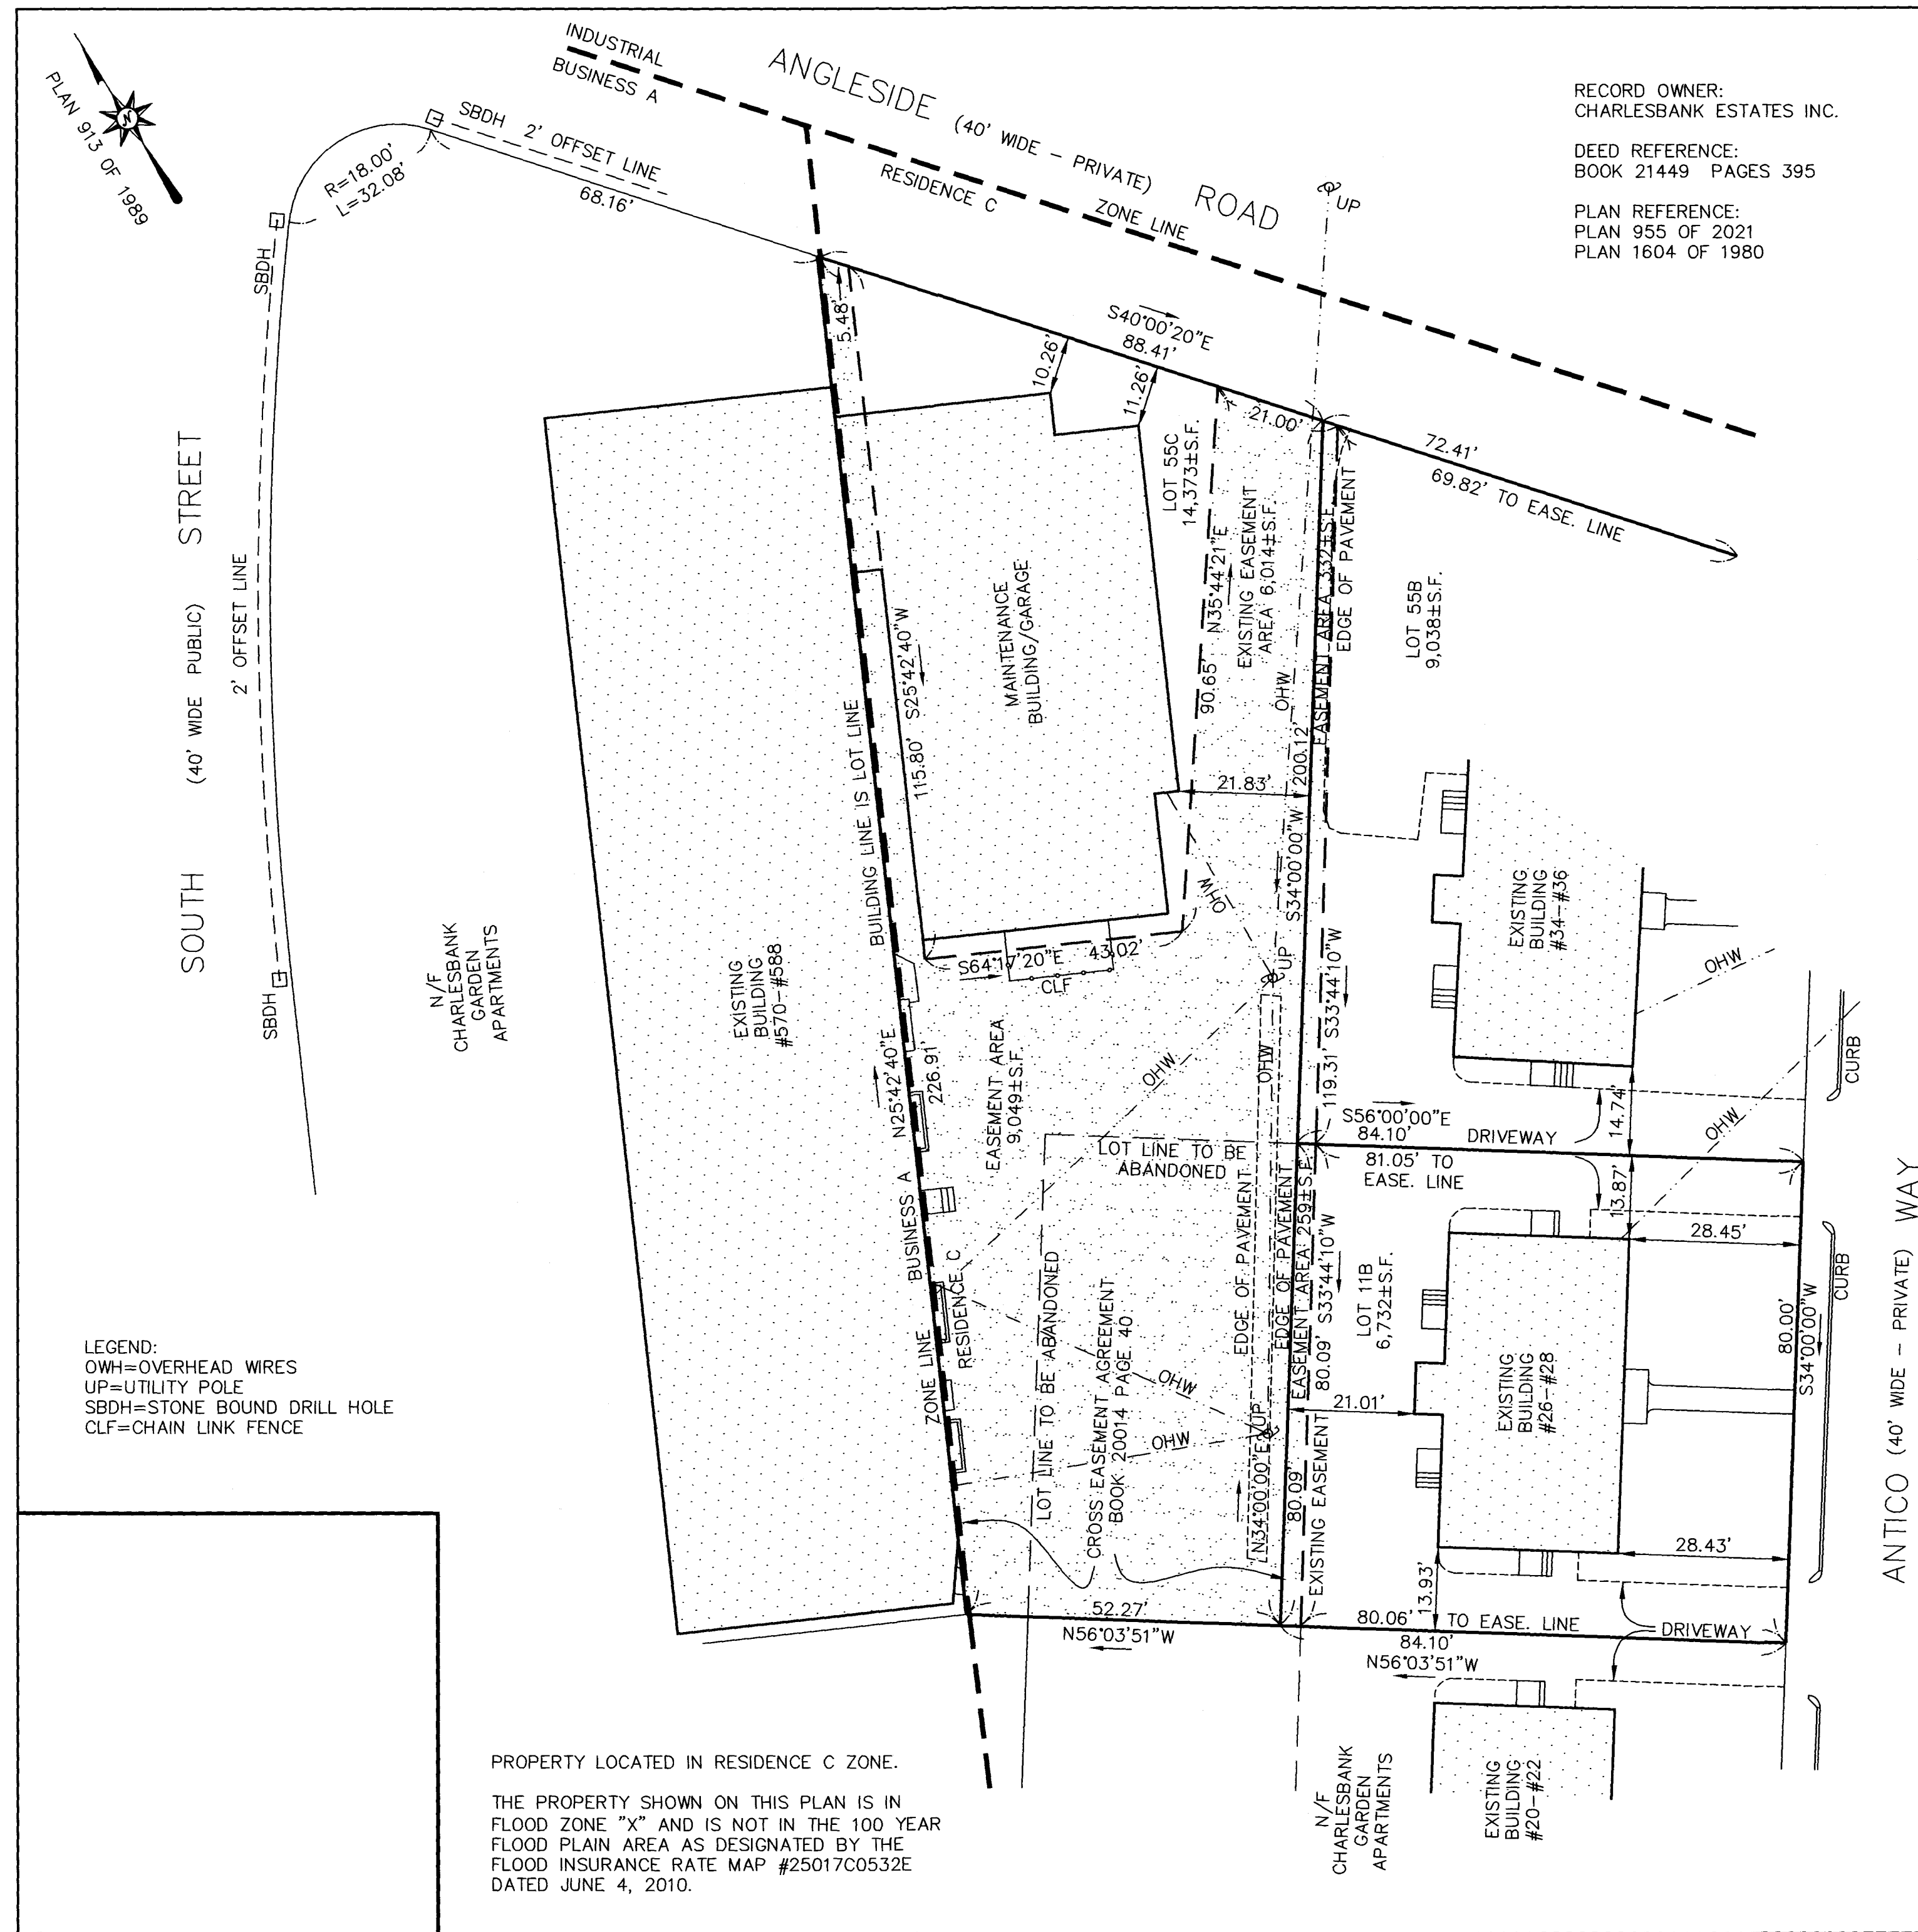 INDUSTRIAL
BUSINESS A
ANGLESIDE (40' WIDE - PRIVATE) ROAD
RESIDENCE C
ZONE LINE
UP
RECORD OWNER:
CHARLESBANK ESTATES INC.
DEED REFERENCE:
BOOK 21449 PAGES 395
PLAN REFERENCE:
PLAN 955 OF 2021
PLAN 1604 OF 1980
N
PLAN 913 OF 1989
SBDH 2' OFFSET LINE
R=18.00'
L=32.08'
68.16'
SBDH
SOUTH (40' WIDE PUBLIC) STREET
2' OFFSET LINE
SBDH
5.48'
S40°00'20"E
88.41'
10.26'
11.26'
21.00'
72.41'
69.82' TO EASE. LINE
LOT 55C
14,373±S.F.
N35°44'21"E
90.65'
EXISTING EASEMENT
AREA 6,014±S.F.
OHW
EASEMENT AREA 332±S.F.
EDGE OF PAVEMENT
LOT 55B
9,038±S.F.
MAINTENANCE
BUILDING/GARAGE
115.80' S25°42'40"W
BUILDING LINE IS LOT LINE
21.83'
S34°00'00"W 200.12'
OHW
UP
S64°17'20"E 43.02'
CLF
119.31' S33°44'10"W
N/F
CHARLESBANK
GARDEN
APARTMENTS
EXISTING
BUILDING
#570-#588
N25°42'40"E
226.91'
EASEMENT AREA
9,049±S.F.
OHW
OHW
EXISTING
BUILDING
#34-#36
OHW
OHW
CURB
14.74'
S56°00'00"E
84.10'
DRIVEWAY
81.05' TO
EASE. LINE
13.87'
LOT LINE TO BE
ABANDONED
ZONE LINE
BUSINESS A
RESIDENCE C
LOT LINE TO BE ABANDONED
CROSS EASEMENT AGREEMENT
BOOK 20014 PAGE 40
EDGE OF PAVEMENT
EDGE OF PAVEMENT
EASEMENT AREA 259±S.F.
80.09' S33°44'10"W
LOT 11B
6,732±S.F.
28.45'
OHW
OHW
UP
N34°00'00"E
80.09'
EXISTING EASEMENT
21.01'
EXISTING
BUILDING
#26-#28
80.00'
S34°00'00"W
CURB
ANTICO (40' WIDE - PRIVATE) WAY
28.43'
13.93'
52.27'
N56°03'51"W
80.06' TO EASE. LINE
84.10'
N56°03'51"W
DRIVEWAY
N/F
CHARLESBANK
GARDEN
APARTMENTS
EXISTING
BUILDING
#20-#22
LEGEND:
OWH=OVERHEAD WIRES
UP=UTILITY POLE
SBDH=STONE BOUND DRILL HOLE
CLF=CHAIN LINK FENCE
PROPERTY LOCATED IN RESIDENCE C ZONE.
THE PROPERTY SHOWN ON THIS PLAN IS IN
FLOOD ZONE "X" AND IS NOT IN THE 100 YEAR
FLOOD PLAIN AREA AS DESIGNATED BY THE
FLOOD INSURANCE RATE MAP #25017C0532E
DATED JUNE 4, 2010.